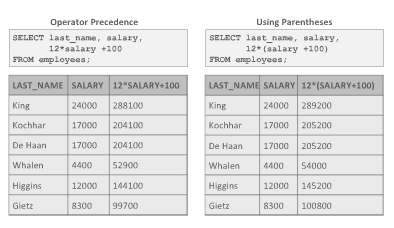 Operator Precedence
SELECT last_name, salary,
12*salary +100
FROM employees;
LAST_NAME SALARY 12*SALARY+100
King 24000 288100
Kochhar 17000 204100
De Haan 17000 204100
Whalen 4400 52900
Higgins 12000 144100
Gietz 8300 99700
Using Parentheses
SELECT last_name, salary,
12*(salary +100)
FROM employees;
LAST_NAME SALARY 12*(SALARY+100)
King 24000 289200
Kochhar 17000 205200
De Haan 17000 205200
Whalen 4400 54000
Higgins 12000 145200
Gietz 8300 100800